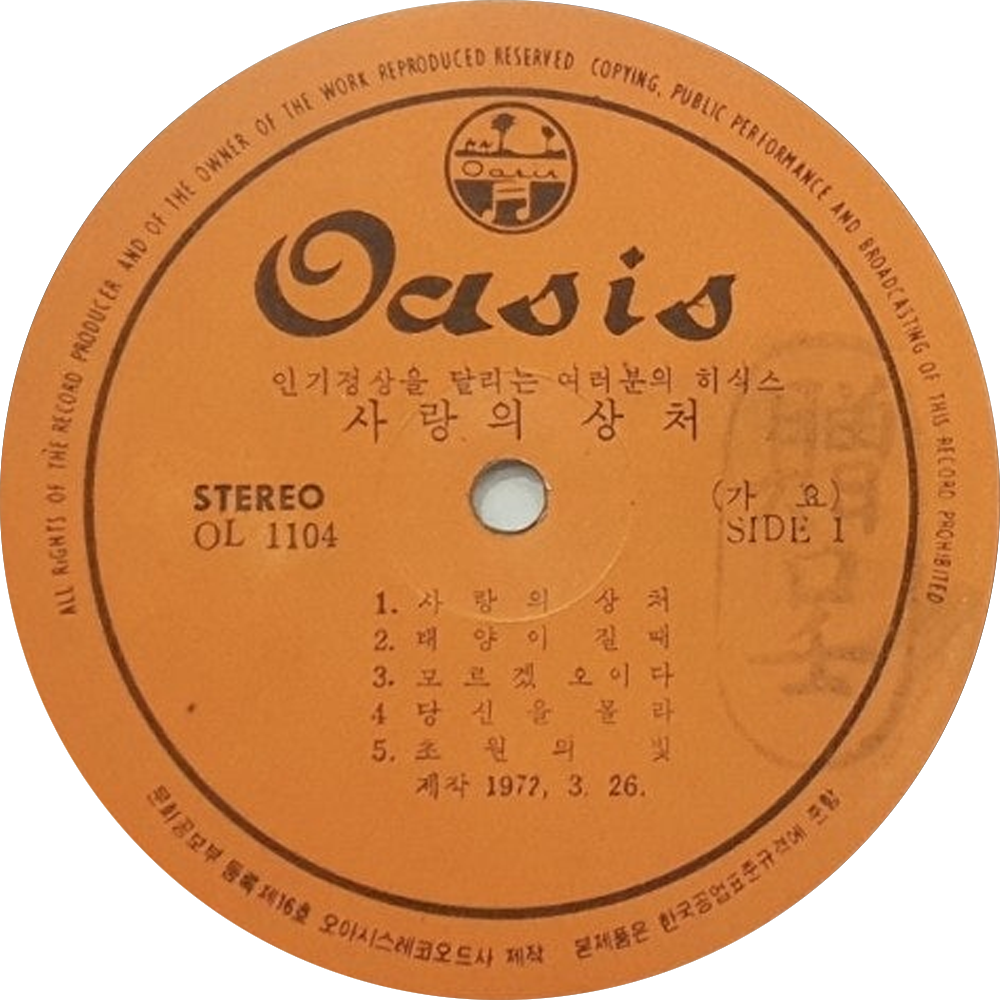 ALL RIGHTS OF THE RECORD PRODUCER AND OF THE OWNER OF THE WORK REPRODUCED RESERVED COPYING, PUBLIC PERFORMANCE AND BROADCASTING OF THIS RECORD PROHIBITED
Oasis
Oasis
인기정상을 달리는 여러분의 히식스
사랑의 상처
STEREO
(가 요)
OL 1104
SIDE 1
1. 사 랑 의 상 처
2. 태 양 이 질 때
3. 모 르 겠 오 이 다
4 당 신 을 몰 라
5. 초 원 의 빛
제작 1972, 3. 26.
문화공보부 등록 제16호 오아시스레코오드사 제작 본제품은 한국공업표준규격에 준함